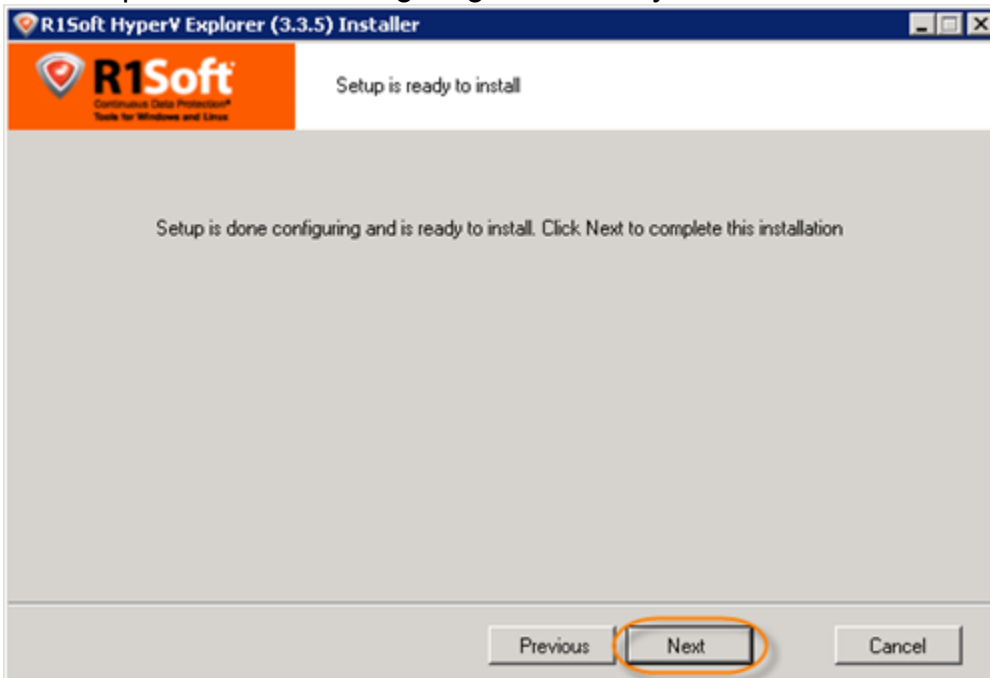 R1Soft HyperV Explorer (3.3.5) Installer
R1Soft
Continuous Data Protection®
Tools for Windows and Linux
Setup is ready to install
Setup is done configuring and is ready to install. Click Next to complete this installation
Previous Next Cancel